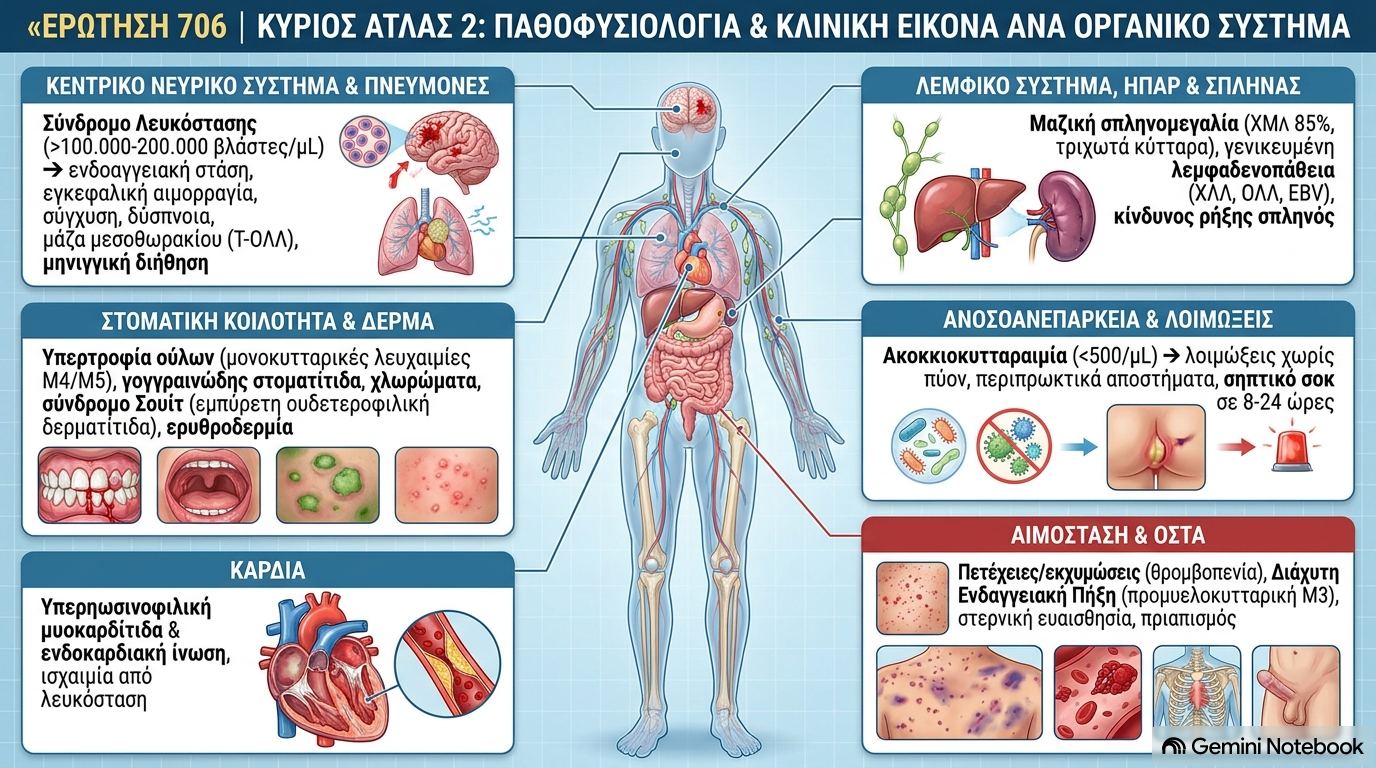 «ΕΡΩΤΗΣΗ 706 | ΚΥΡΙΟΣ ΑΤΛΑΣ 2: ΠΑΘΟΦΥΣΙΟΛΟΓΙΑ & ΚΛΙΝΙΚΗ ΕΙΚΟΝΑ ΑΝΑ ΟΡΓΑΝΙΚΟ ΣΥΣΤΗΜΑ
ΚΕΝΤΡΙΚΟ ΝΕΥΡΙΚΟ ΣΥΣΤΗΜΑ & ΠΝΕΥΜΟΝΕΣ
Σύνδρομο Λευκόστασης
(>100.000-200.000 βλάστες/μL)
➔ ενδοαγγειακή στάση,
εγκεφαλική αιμορραγία,
σύγχυση, δύσπνοια,
μάζα μεσοθωρακίου (Τ-ΟΛΛ),
μηνιγγική διήθηση
ΣΤΟΜΑΤΙΚΗ ΚΟΙΛΟΤΗΤΑ & ΔΕΡΜΑ
Υπερτροφία ούλων (μονοκυτταρικές λευχαιμίες
M4/M5), γογγραινώδης στοματίτιδα, χλωρώματα,
σύνδρομο Σουίτ (εμπύρετη ουδετεροφιλική
δερματίτιδα), ερυθροδερμία
ΚΑΡΔΙΑ
Υπερηωσινοφιλική
μυοκαρδίτιδα &
ενδοκαρδιακή ίνωση,
ισχαιμία από
λευκόσταση
ΛΕΜΦΙΚΟ ΣΥΣΤΗΜΑ, ΗΠΑΡ & ΣΠΛΗΝΑΣ
Μαζική σπληνομεγαλία (ΧΜΛ 85%,
τριχωτά κύτταρα), γενικευμένη
λεμφαδενοπάθεια
(ΧΛΛ, ΟΛΛ, EBV),
κίνδυνος ρήξης σπληνός
ΑΝΟΣΟΑΝΕΠΑΡΚΕΙΑ & ΛΟΙΜΩΞΕΙΣ
Ακοκκιοκυτταραιμία (<500/μL) ➔ λοιμώξεις χωρίς
πύον, περιπρωκτικά αποστήματα, σηπτικό σοκ
σε 8-24 ώρες
ΑΙΜΟΣΤΑΣΗ & ΟΣΤΑ
Πετέχειες/εκχυμώσεις (θρομβοπενία), Διάχυτη
Ενδαγγειακή Πήξη (προμυελοκυτταρική M3),
στερνική ευαισθησία, πριαπισμός
Gemini Notebook